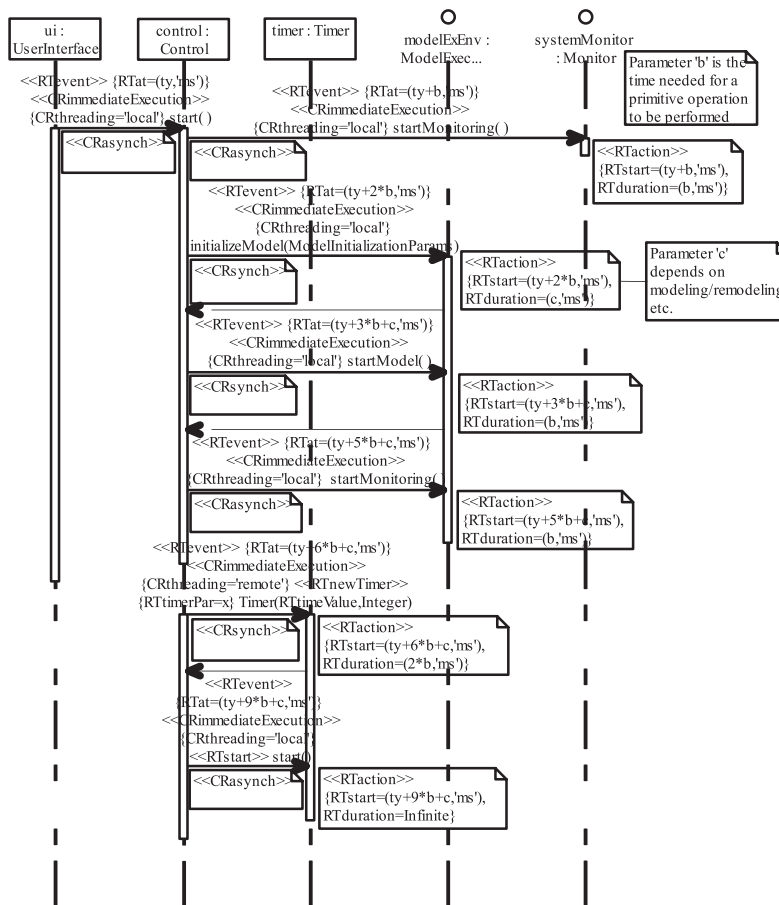 ui :
UserInterface
control :
Control
timer : Timer
modelExEnv :
ModelExec...
systemMonitor
: Monitor
Parameter 'b' is the
time needed for a
primitive operation
to be performed
<<RTevent>> {RTat=(ty,'ms')}
<<CRimmediateExecution>>
{CRthreading='local'} start( )
<<CRasynch>>
<<RTevent>> {RTat=(ty+b,'ms')}
<<CRimmediateExecution>>
{CRthreading='local'} startMonitoring( )
<<CRasynch>>
<<RTaction>>
{RTstart=(ty+b,'ms'),
RTduration=(b,'ms')}
<<RTevent>> {RTat=(ty+2*b,'ms')}
<<CRimmediateExecution>>
{CRthreading='local'}
initializeModel(ModelInitializationParams)
<<CRsynch>>
<<RTaction>>
{RTstart=(ty+2*b,'ms'),
RTduration=(c,'ms')}
Parameter 'c'
depends on
modeling/remodeling
etc.
<<RTevent>> {RTat=(ty+3*b+c,'ms')}
<<CRimmediateExecution>>
{CRthreading='local'} startModel( )
<<CRsynch>>
<<RTaction>>
{RTstart=(ty+3*b+c,'ms'),
RTduration=(b,'ms')}
<<RTevent>> {RTat=(ty+5*b+c,'ms')}
<<CRimmediateExecution>>
{CRthreading='local'} startMonitoring( )
<<CRasynch>>
<<RTaction>>
{RTstart=(ty+5*b+c,'ms'),
RTduration=(b,'ms')}
<<RTevent>> {RTat=(ty+6*b+c,'ms')}
<<CRimmediateExecution>>
{CRthreading='remote'} <<RTnewTimer>>
{RTtimerPar=x} Timer(RTtimeValue,Integer)
<<CRsynch>>
<<RTaction>>
{RTstart=(ty+6*b+c,'ms'),
RTduration=(2*b,'ms')}
<<RTevent>>
{RTat=(ty+9*b+c,'ms')}
<<CRimmediateExecution>>
{CRthreading='local'}
<<RTstart>> start()
<<CRasynch>>
<<RTaction>>
{RTstart=(ty+9*b+c,'ms'),
RTduration=Infinite}